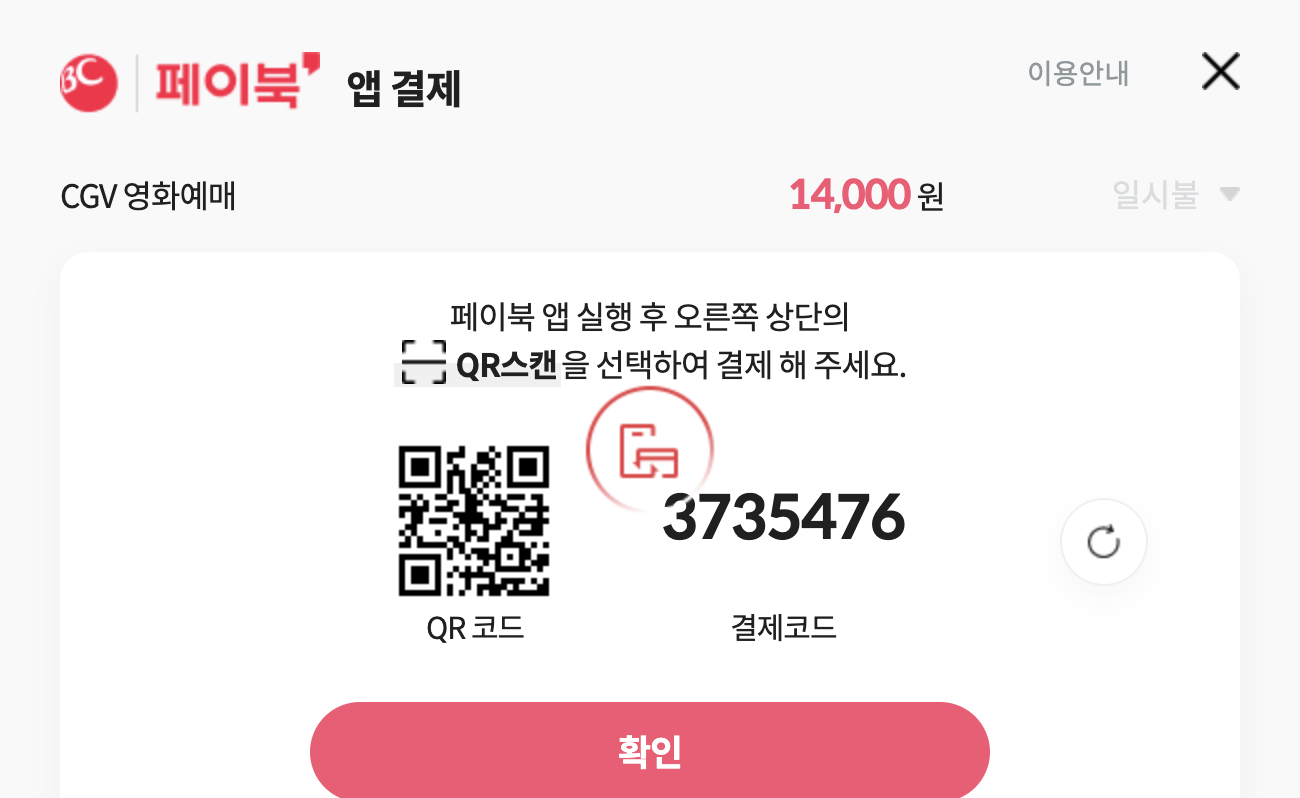 BC 페이북 앱 결제
이용안내
CGV 영화예매
14,000 원
일시불
페이북 앱 실행 후 오른쪽 상단의
QR스캔을 선택하여 결제 해 주세요.
3735476
QR 코드
결제코드
확인